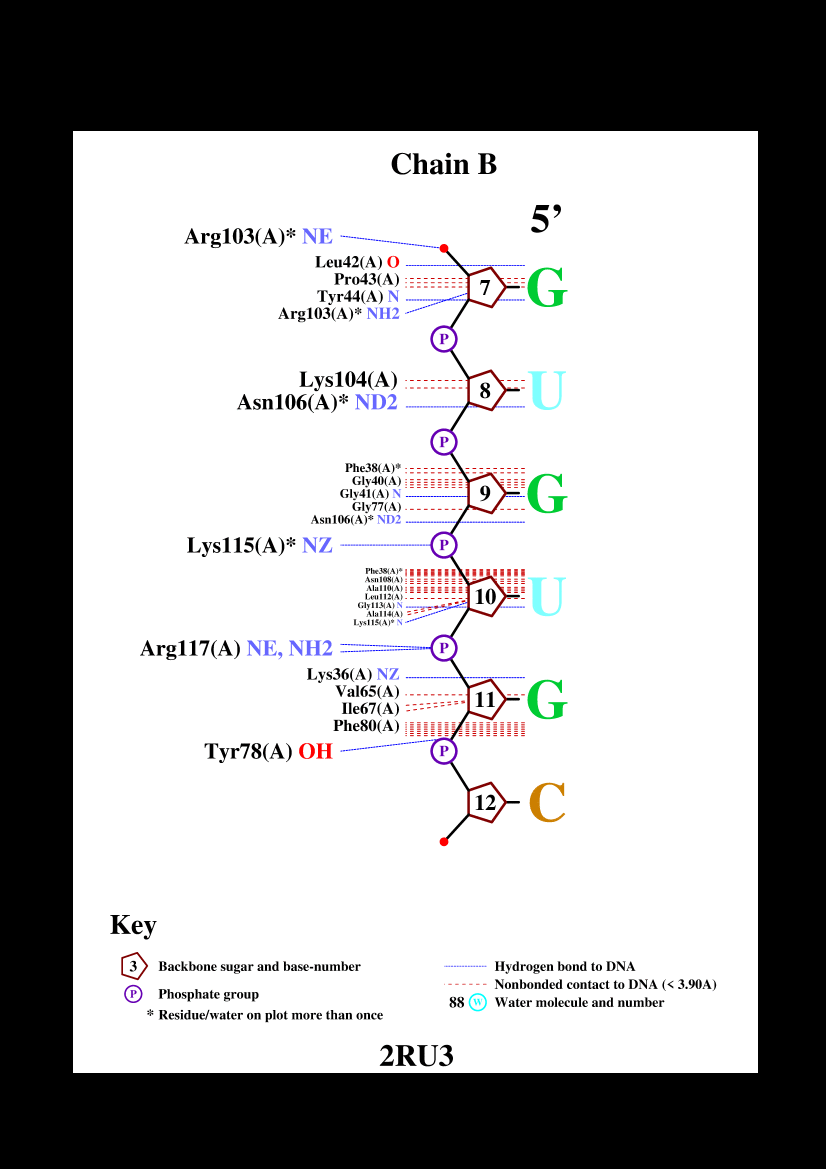 Chain B
5’
Arg103(A)* NE
Leu42(A) O
Pro43(A)
Tyr44(A) N
Arg103(A)* NH2
7 G
P
Lys104(A)
Asn106(A)* ND2
8 U
P
Phe38(A)*
Gly40(A)
Gly41(A) N
Gly77(A)
Asn106(A)* ND2
9 G
Lys115(A)* NZ P
Phe38(A)*
Asn108(A)
Ala110(A)
Leu112(A)
Gly113(A) N
Ala114(A)
Lys115(A)* N
10 U
Arg117(A) NE, NH2 P
Lys36(A) NZ
Val65(A)
Ile67(A)
Phe80(A)
11 G
Tyr78(A) OH P
12 C
Key
3 Backbone sugar and base-number
P Phosphate group
* Residue/water on plot more than once
Hydrogen bond to DNA
Nonbonded contact to DNA (< 3.90A)
88 W Water molecule and number
2RU3